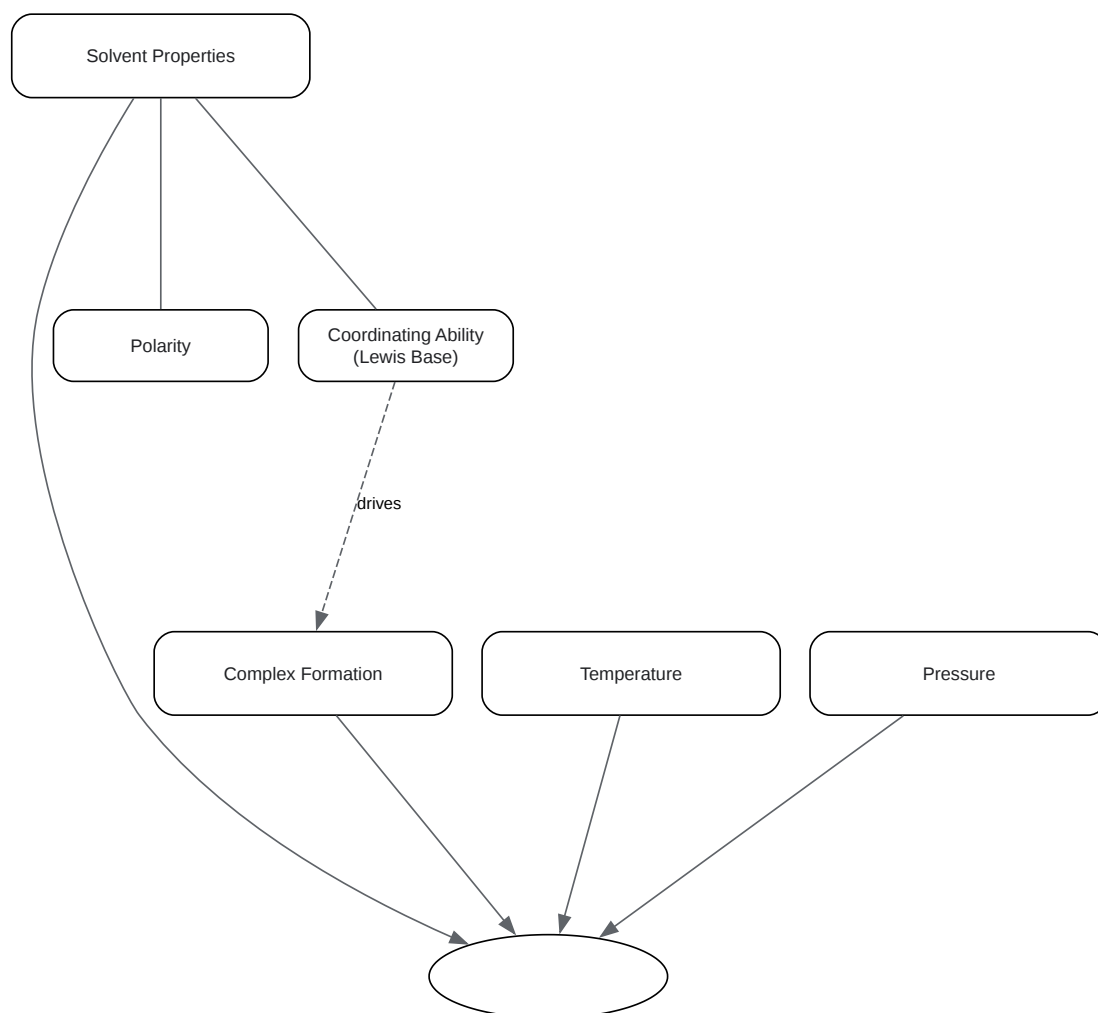 Solvent Properties
Polarity
Coordinating Ability
(Lewis Base)
drives
Complex Formation
Temperature
Pressure